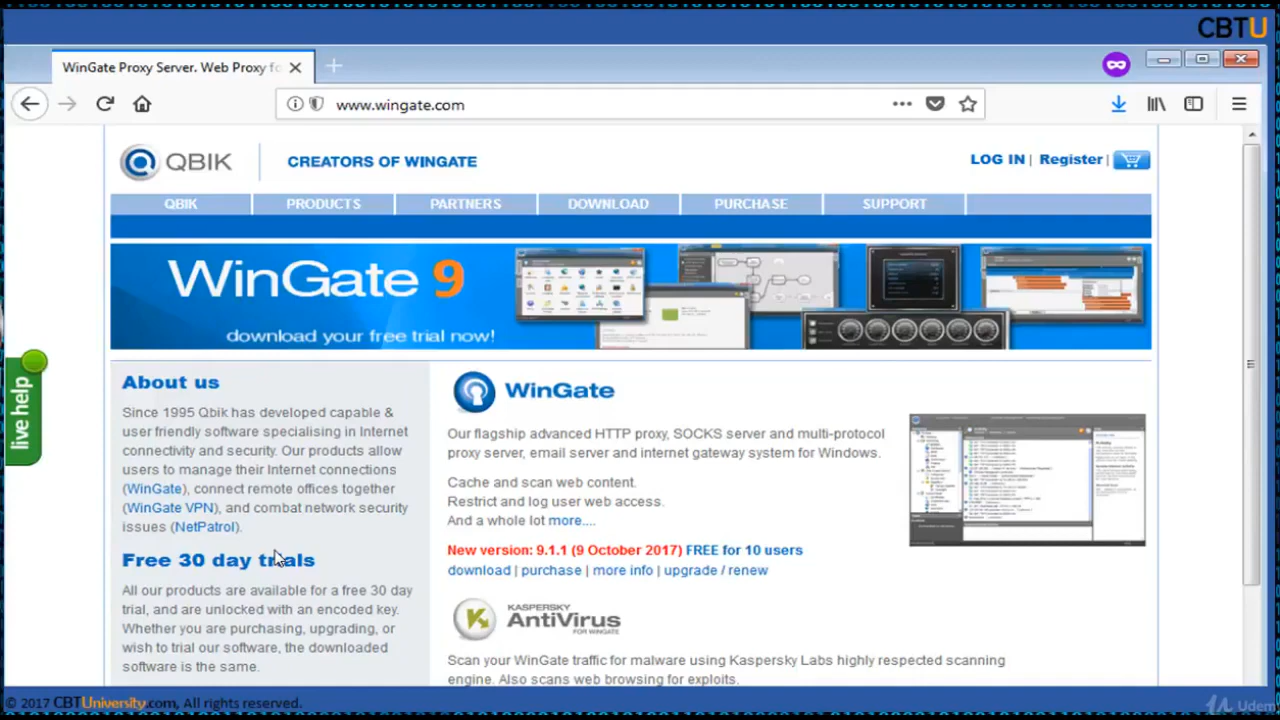 CBTU
WinGate Proxy Server. Web Proxy fo
www.wingate.com
QBIK
CREATORS OF WINGATE
LOG IN | Register |
QBIK PRODUCTS PARTNERS DOWNLOAD PURCHASE SUPPORT
WinGate 9
download your free trial now!
live help
About us
Since 1995 Qbik has developed capable &
user friendly software specialising in Internet
connectivity and security. Our products allow
users to manage their Internet connections
(WinGate), connect remote offices together
(WinGate VPN), and combat network security
issues (NetPatrol).
Free 30 day trials
All our products are available for a free 30 day
trial, and are unlocked with an encoded key.
Whether you are purchasing, upgrading, or
wish to trial our software, the downloaded
software is the same.
WinGate
Our flagship advanced HTTP proxy, SOCKS server and multi-protocol
proxy server, email server and internet gateway system for Windows.
Cache and scan web content.
Restrict and log user web access.
And a whole lot more....
New version: 9.1.1 (9 October 2017) FREE for 10 users
download | purchase | more info | upgrade / renew
KASPERSKY
AntiVirus
FOR WINGATE
Scan your WinGate traffic for malware using Kaspersky Labs highly respected scanning
engine. Also scans web browsing for exploits.
© 2017 CBTUniversity.com, All rights reserved.
Udem